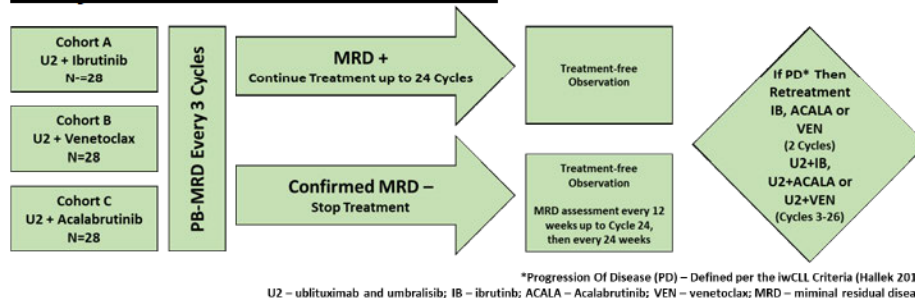 Cohort A
U2 + Ibrutinib
N-=28
Cohort B
U2 + Venetoclax
N=28
Cohort C
U2 + Acalabrutinib
N=28
PB-MRD Every 3 Cycles
MRD +
Continue Treatment up to 24 Cycles
Confirmed MRD –
Stop Treatment
Treatment-free
Observation
Treatment-free
Observation
MRD assessment every 12
weeks up to Cycle 24,
then every 24 weeks
If PD* Then
Retreatment
IB, ACALA or
VEN
(2 Cycles)
U2+IB,
U2+ACALA or
U2+VEN
(Cycles 3-26)
*Progression Of Disease (PD) – Defined per the iwCLL Criteria (Hallek 201
U2 – ublituximab and umbralisib; IB – ibrutinb; ACALA – Acalabrutinib; VEN – venetoclax; MRD – miminal residual disea